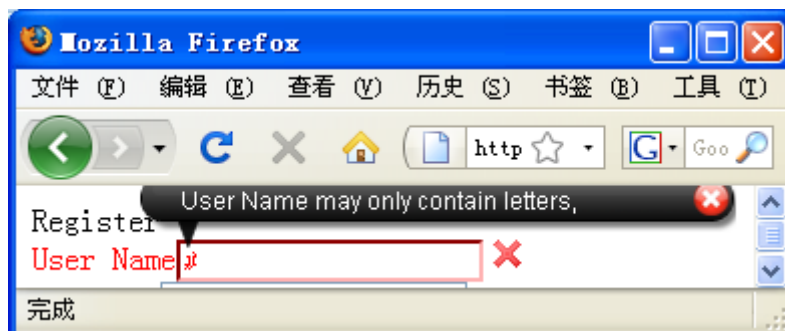 Mozilla Firefox
文件 (F) 编辑 (E) 查看 (V) 历史 (S) 书签 (B) 工具 (T)
http G Goo
User Name may only contain letters,
Register
User Name #
完成